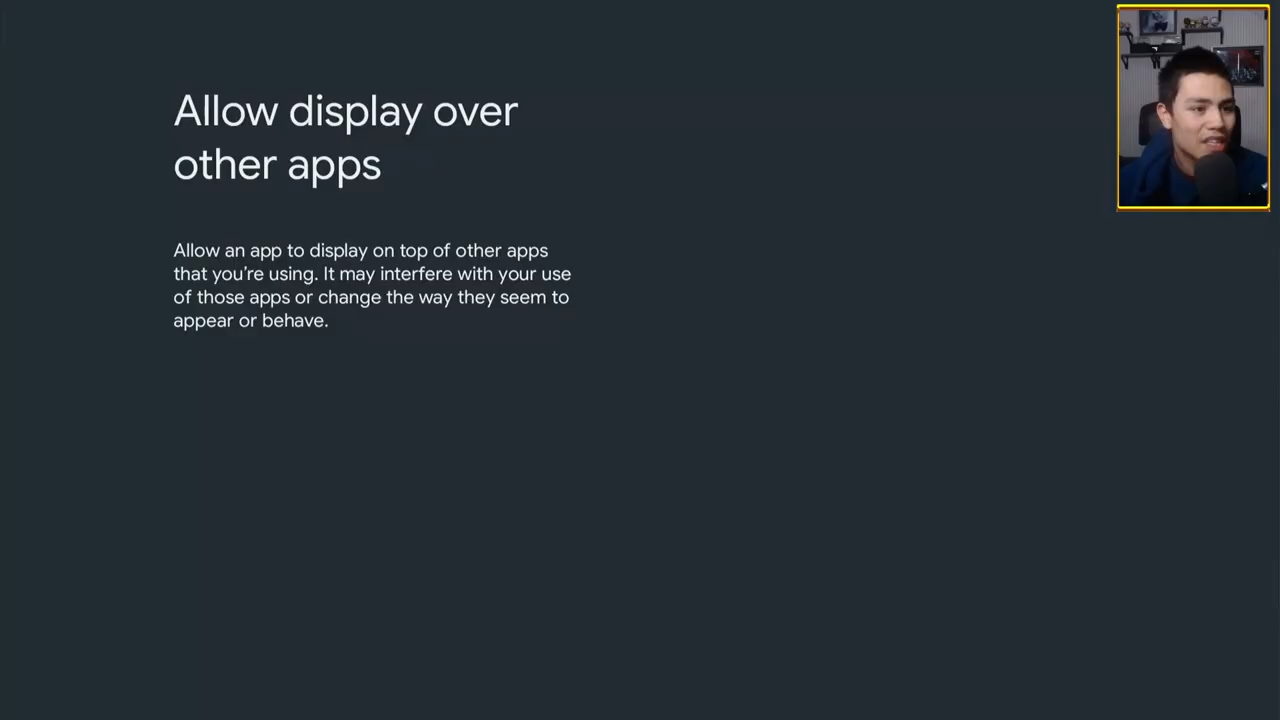 Allow display over
other apps
Allow an app to display on top of other apps
that you're using. It may interfere with your use
of those apps or change the way they seem to
appear or behave.